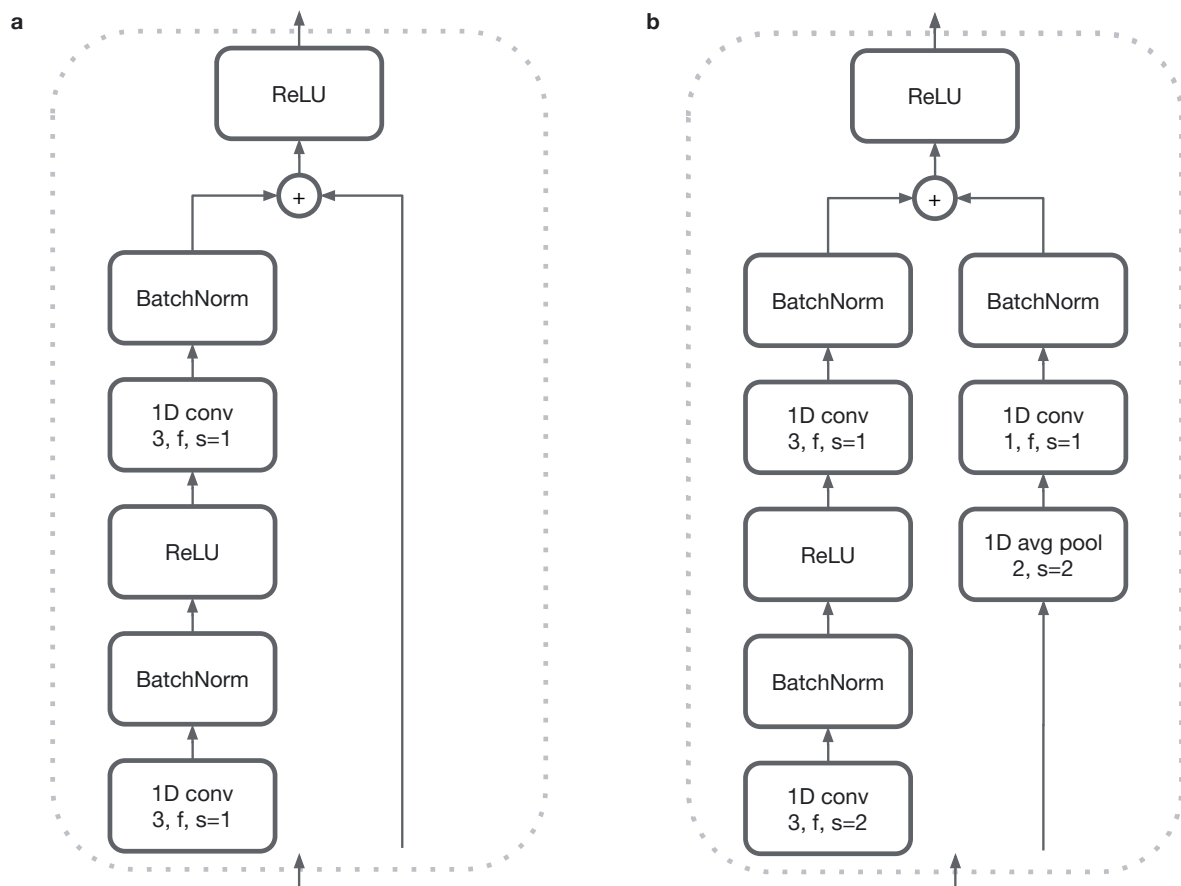 a
ReLU
+
BatchNorm
1D conv
3, f, s=1
ReLU
BatchNorm
1D conv
3, f, s=1
b
ReLU
+
BatchNorm
BatchNorm
1D conv
3, f, s=1
1D conv
1, f, s=1
ReLU
1D avg pool
2, s=2
BatchNorm
1D conv
3, f, s=2